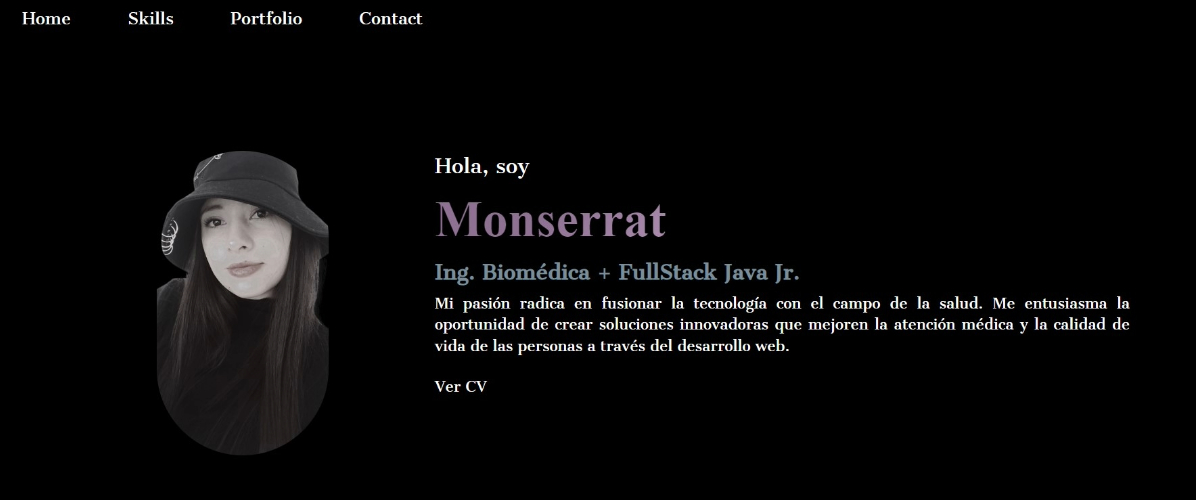 Home Skills Portfolio Contact
Hola, soy
Monserrat
Ing. Biomédica + FullStack Java Jr.
Mi pasión radica en fusionar la tecnología con el campo de la salud. Me entusiasma la
oportunidad de crear soluciones innovadoras que mejoren la atención médica y la calidad de
vida de las personas a través del desarrollo web.
Ver CV